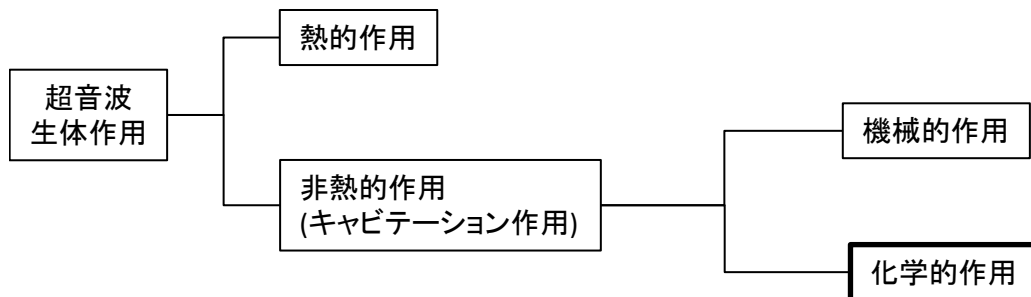 熱的作用
超音波
生体作用
機械的作用
非熱的作用
(キャビテーション作用)
化学的作用